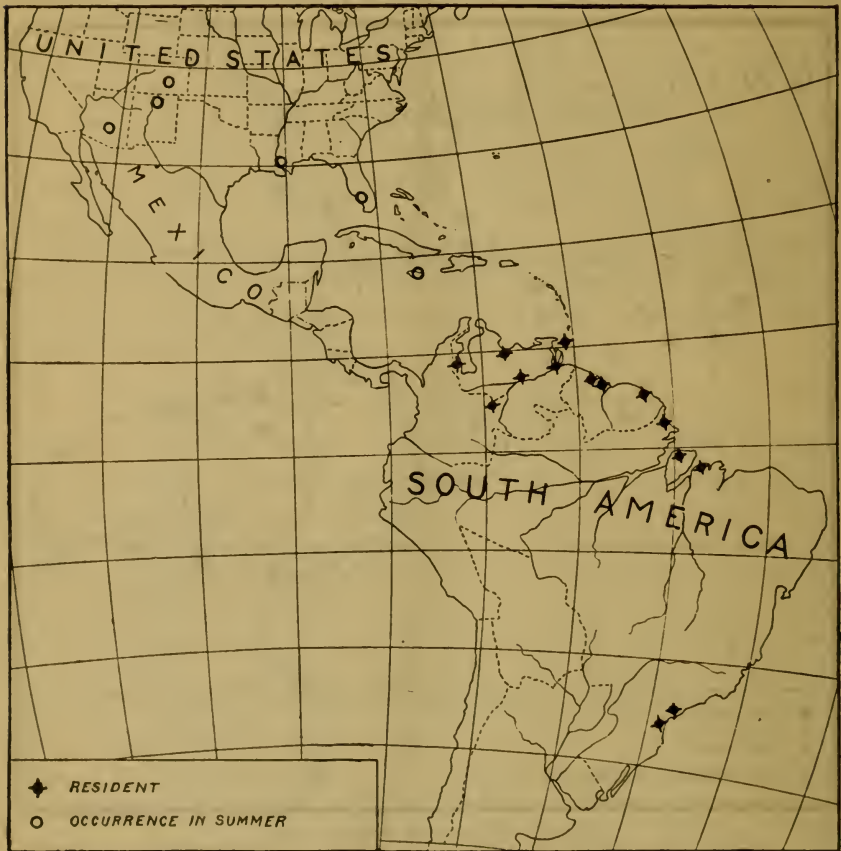 UNITED STATES
MEXICO
SOUTH AMERICA
RESIDENT
OCCURRENCE IN SUMMER